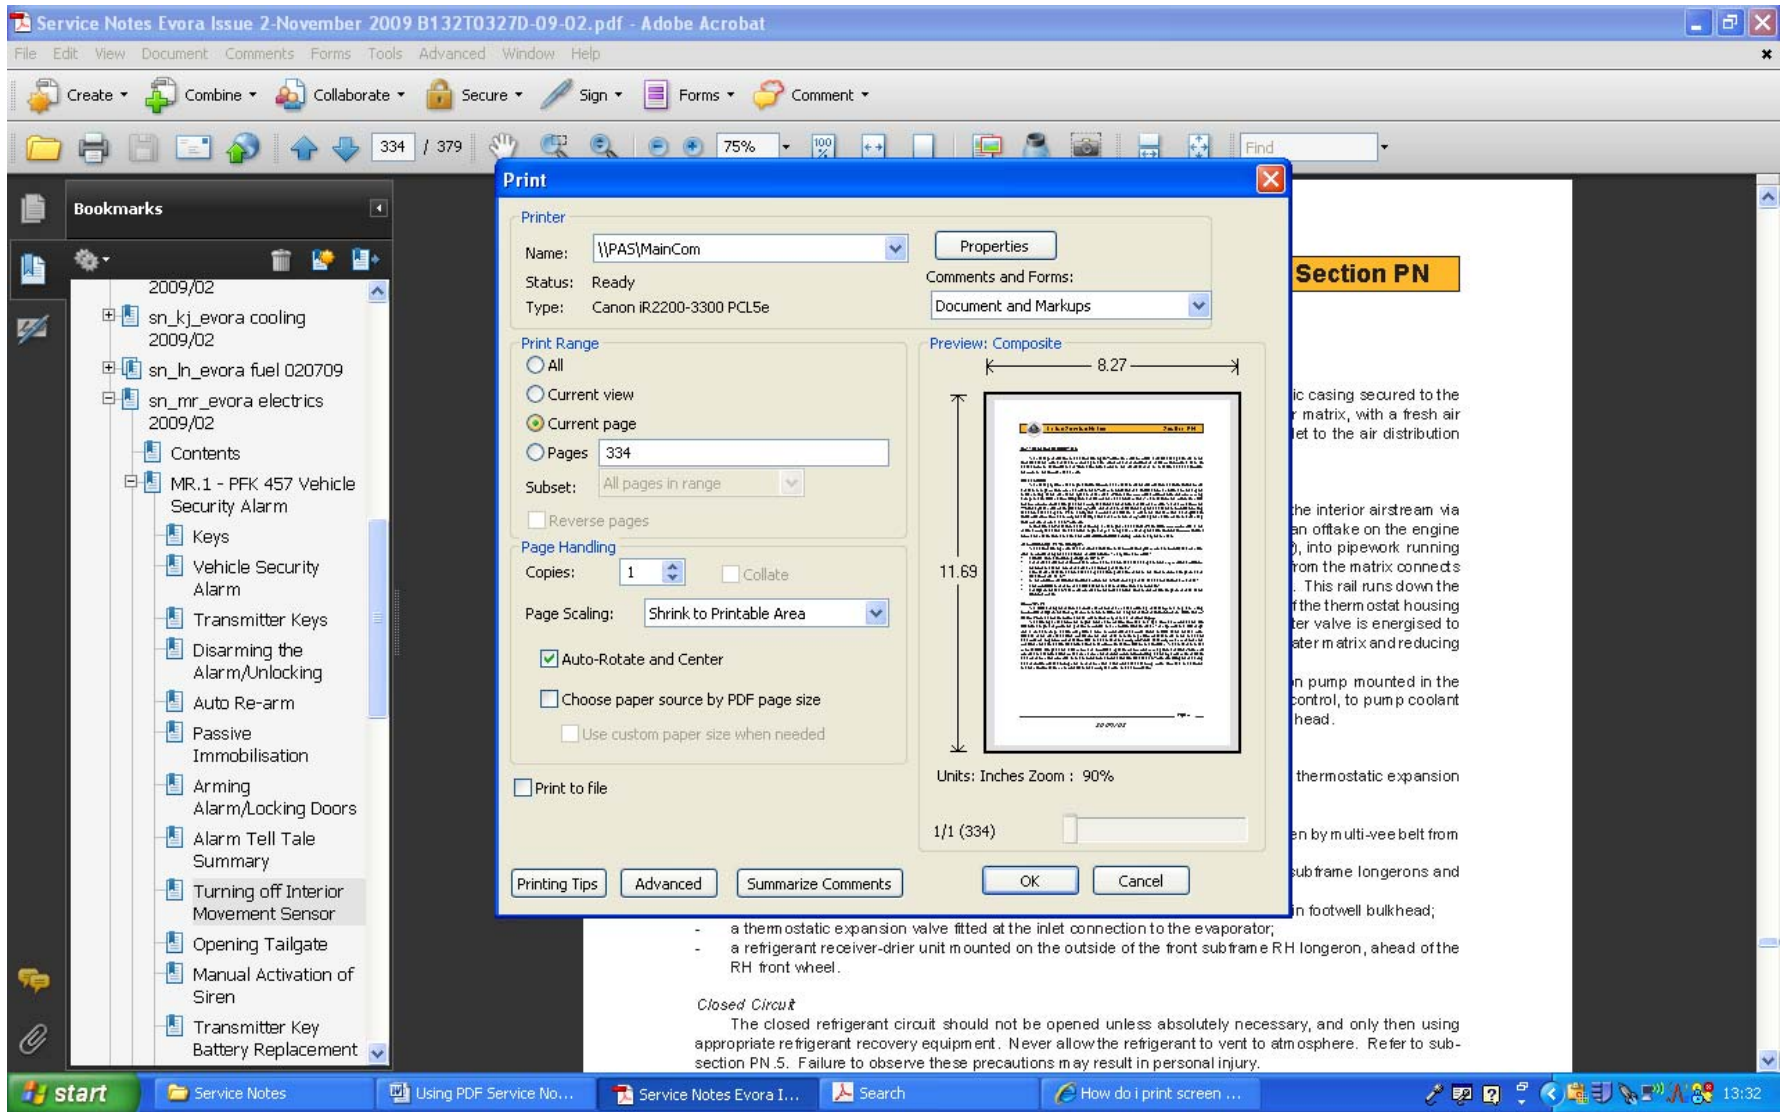 Service Notes Evora Issue 2-November 2009 B132T0327D-09-02.pdf - Adobe Acrobat
File Edit View Document Comments Forms Tools Advanced Window Help
Create Combine Collaborate Secure Sign Forms Comment
334 / 379 75% Find
Bookmarks
2009/02
sn_kj_evora cooling
2009/02
sn_ln_evora fuel 020709
sn_mr_evora electrics
2009/02
Contents
MR.1 - PFK 457 Vehicle
Security Alarm
Keys
Vehicle Security
Alarm
Transmitter Keys
Disarming the
Alarm/Unlocking
Auto Re-arm
Passive
Immobilisation
Arming
Alarm/Locking Doors
Alarm Tell Tale
Summary
Turning off Interior
Movement Sensor
Opening Tailgate
Manual Activation of
Siren
Transmitter Key
Battery Replacement
Print
Printer
Name: \\PAS\MainCom Properties
Status: Ready Comments and Forms:
Type: Canon iR2200-3300 PCL5e Document and Markups
Print Range
All
Current view
Current page
Pages 334
Subset: All pages in range
Reverse pages
Page Handling
Copies: 1 Collate
Page Scaling: Shrink to Printable Area
Auto-Rotate and Center
Choose paper source by PDF page size
Use custom paper size when needed
Print to file
Preview: Composite
8.27
11.69
Units: Inches Zoom : 90%
1/1 (334)
Printing Tips Advanced Summarize Comments OK Cancel
Section PN
ic casing secured to the
r matrix, with a fresh air
let to the air distribution
the interior airstream via
an offtake on the engine
), into pipework running
from the matrix connects
. This rail runs down the
f the thermostat housing
ter valve is energised to
ater matrix and reducing
n pump mounted in the
control, to pump coolant
head.
thermostatic expansion
en by multi-vee belt from
subframe longerons and
in footwell bulkhead;
- a thermostatic expansion valve fitted at the inlet connection to the evaporator;
- a refrigerant receiver-drier unit mounted on the outside of the front subframe RH longeron, ahead of the
RH front wheel.
Closed Circuit
The closed refrigerant circuit should not be opened unless absolutely necessary, and only then using
appropriate refrigerant recovery equipment. Never allow the refrigerant to vent to atmosphere. Refer to sub-
section PN.5. Failure to observe these precautions may result in personal injury.
start Service Notes Using PDF Service No... Service Notes Evora I... Search How do i print screen ... 13:32